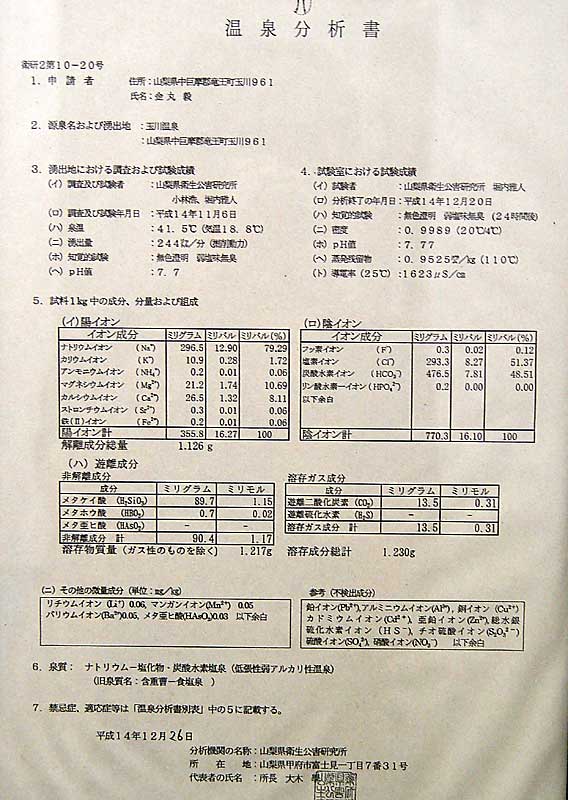 温泉分析書
衛研2第10-20号
1. 申請者 住所:山梨県中巨摩郡竜王町玉川961
氏名:金丸 毅
2. 源泉名および湧出地 :玉川温泉
:山梨県中巨摩郡竜王町玉川961
3. 湧出地における調査および試験成績
(イ) 調査及び試験者 :山梨県衛生公害研究所
小林浩、堀内雅人
(ロ) 調査及び試験年月日:平成14年11月6日
(ハ) 泉温 :41.5℃(気温18.8℃)
(ニ) 湧出量 :244㍑/分(掘削動力)
(ホ) 知覚的試験 :無色澄明 弱塩味無臭
(ヘ) pH値 :7.7
4. 試験室における試験成績
(イ) 試験者 :山梨県衛生公害研究所 堀内雅人
(ロ) 分析終了の年月日:平成14年12月20日
(ハ) 知覚的試験 :無色澄明 弱塩味無臭(24時間後)
(ニ) 密度 :0.9989(20℃/4℃)
(ホ) pH値 :7.77
(ヘ) 蒸発残留物 :0.9525㌘/kg(110℃)
(ト) 導電率(25℃):1623μS/cm
5. 試料1kg中の成分、分量および組成
(イ)陽イオン
イオン成分 ミリグラム ミリバル ミリバル(%)
ナトリウムイオン (Na⁺) 296.5 12.90 79.29
カリウムイオン (K⁺) 10.9 0.28 1.72
アンモニウムイオン (NH₄⁺) 0.2 0.01 0.06
マグネシウムイオン (Mg²⁺) 21.2 1.74 10.69
カルシウムイオン (Ca²⁺) 26.5 1.32 8.11
ストロンチウムイオン (Sr²⁺) 0.3 0.01 0.06
鉄(Ⅱ)イオン (Fe²⁺) 0.2 0.01 0.06
陽イオン計 355.8 16.27 100
解離成分総量 1.126 g
(ロ)陰イオン
イオン成分 ミリグラム ミリバル ミリバル(%)
フッ素イオン (F⁻) 0.3 0.02 0.12
塩素イオン (Cl⁻) 293.3 8.27 51.37
炭酸水素イオン (HCO₃⁻) 476.5 7.81 48.51
リン酸水素一イオン (HPO₄²⁻) 0.2 0.00 0.00
以下余白
陰イオン計 770.3 16.10 100
(ハ) 遊離成分
非解離成分
成分 ミリグラム ミリモル
メタケイ酸 (H₂SiO₃) 89.7 1.15
メタホウ酸 (HBO₂) 0.7 0.02
メタ亜ヒ酸 (HAsO₂) - -
非解離成分 計 90.4 1.17
溶存物質量(ガス性のものを除く) 1.217g
溶存ガス成分
成分 ミリグラム ミリモル
遊離二酸化炭素 (CO₂) 13.5 0.31
遊離硫化水素 (H₂S) - -
溶存ガス成分 計 13.5 0.31
溶存成分総計 1.230g
(ニ) その他の微量成分(単位:mg/kg)
リチウムイオン (Li⁺) 0.06, マンガンイオン(Mn²⁺) 0.05
バリウムイオン(Ba²⁺)0.05, メタ亜ヒ酸(HAsO₂)0.03 以下余白
参考(不検出成分)
鉛イオン(Pb²⁺),アルミニウムイオン(Al³⁺), 銅イオン (Cu²⁺)
カドミウムイオン(Cd²⁺), 亜鉛イオン(Zn²⁺), 総水銀
硫化水素イオン (HS⁻), チオ硫酸イオン(S₂O₃²⁻)
硫酸イオン(SO₄²⁻), 硝酸イオン(NO₃⁻) 以下余白
6. 泉質: ナトリウムー塩化物・炭酸水素塩泉(低張性弱アルカリ性温泉)
(旧泉質名:含重曹一食塩泉 )
7. 禁忌症、適応症等は「温泉分析書別表」中の5に記載する。
平成14年12月26日
分析機関の名称:山梨県衛生公害研究所
所在地:山梨県甲府市富士見一丁目7番31号
代表者の氏名:所長 大木